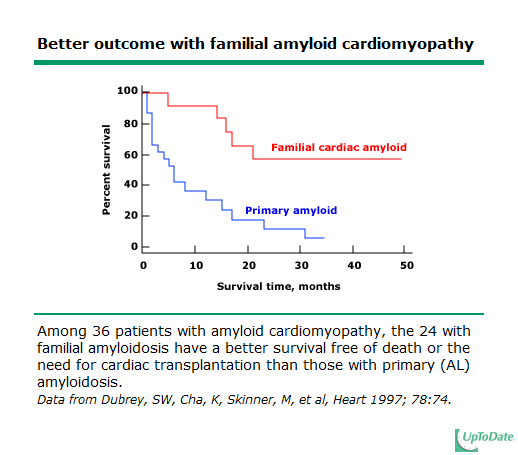 Better outcome with familial amyloid cardiomyopathy
100
80
60
40
20
0
Percent survival
Familial cardiac amyloid
Primary amyloid
0 10 20 30 40 50
Survival time, months
Among 36 patients with amyloid cardiomyopathy, the 24 with
familial amyloidosis have a better survival free of death or the
need for cardiac transplantation than those with primary (AL)
amyloidosis.
Data from Dubrey, SW, Cha, K, Skinner, M, et al, Heart 1997; 78:74.
UpToDate